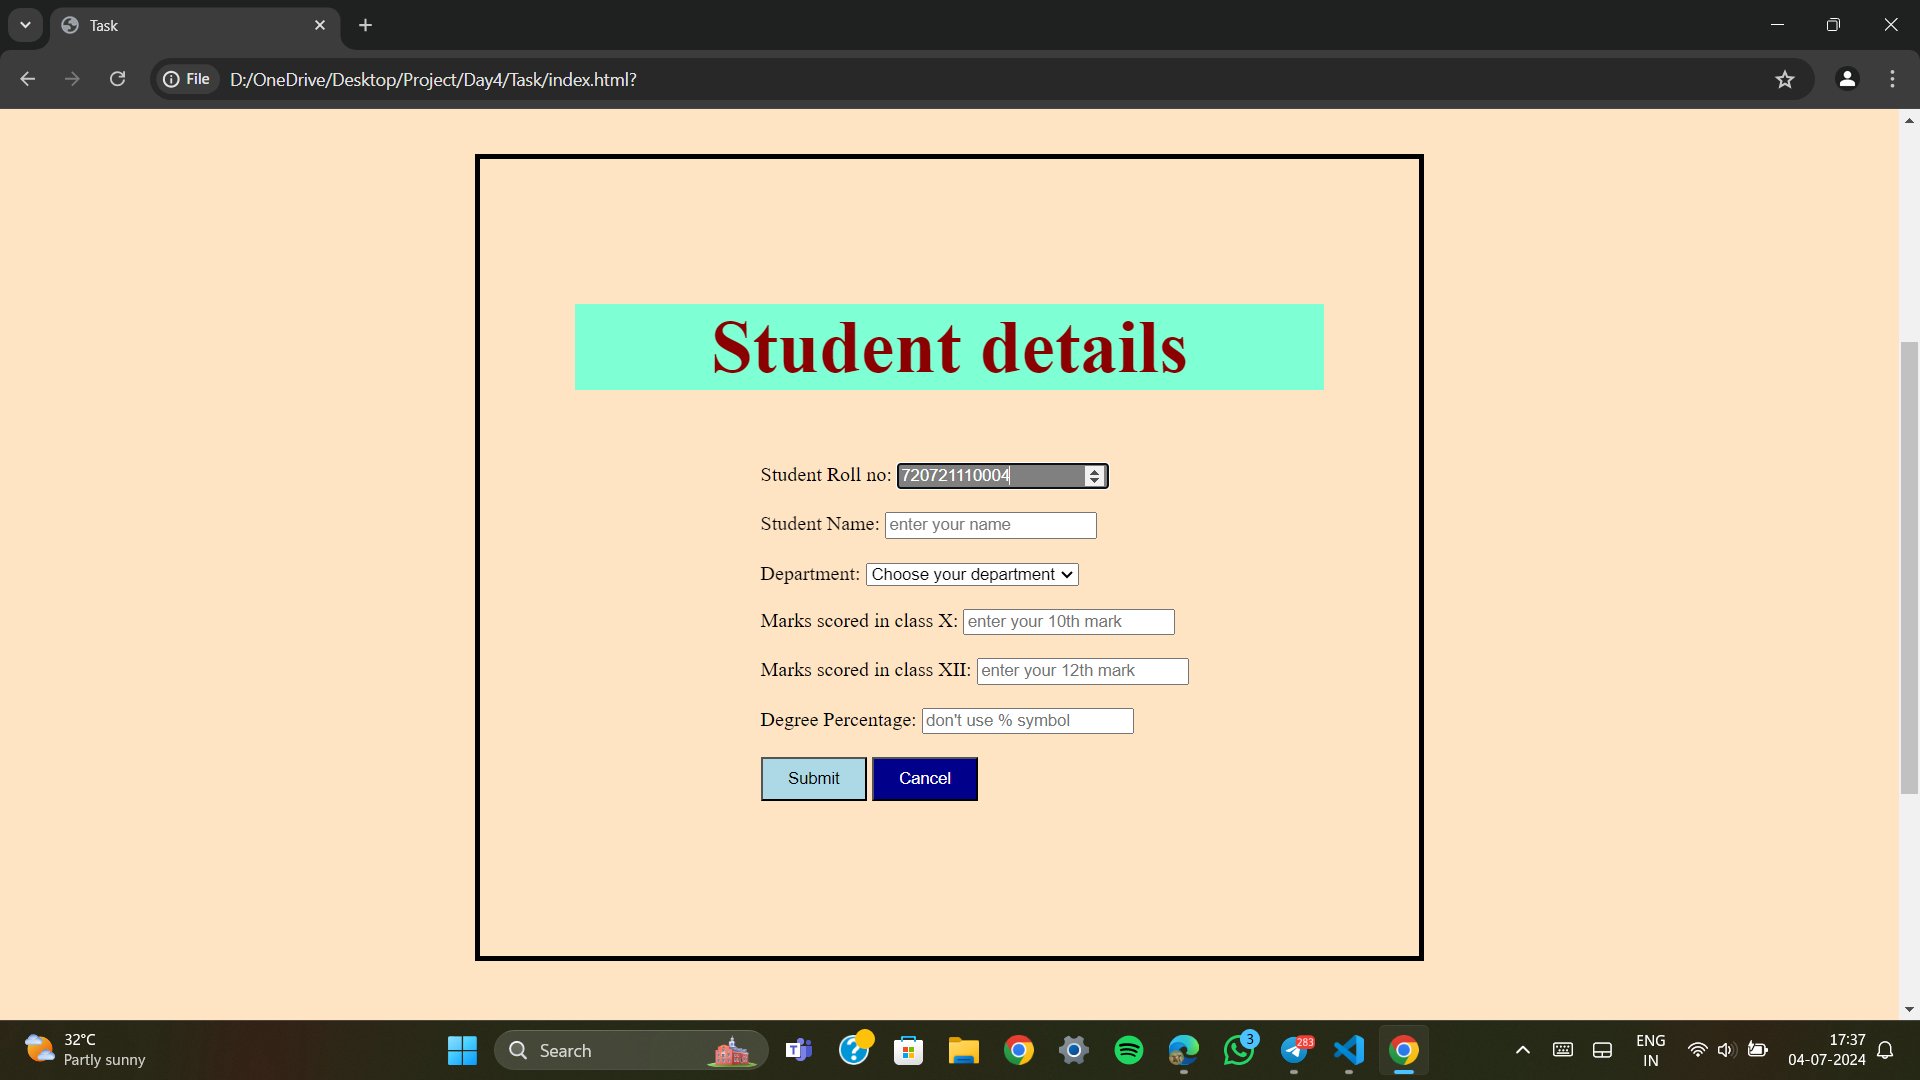 Task
File D:/OneDrive/Desktop/Project/Day4/Task/index.html?
Student details
Student Roll no: 720721110004
Student Name: enter your name
Department: Choose your department
Marks scored in class X: enter your 10th mark
Marks scored in class XII: enter your 12th mark
Degree Percentage: don't use % symbol
Submit Cancel
32°C
Partly sunny
Search
3
283
ENG
IN
17:37
04-07-2024